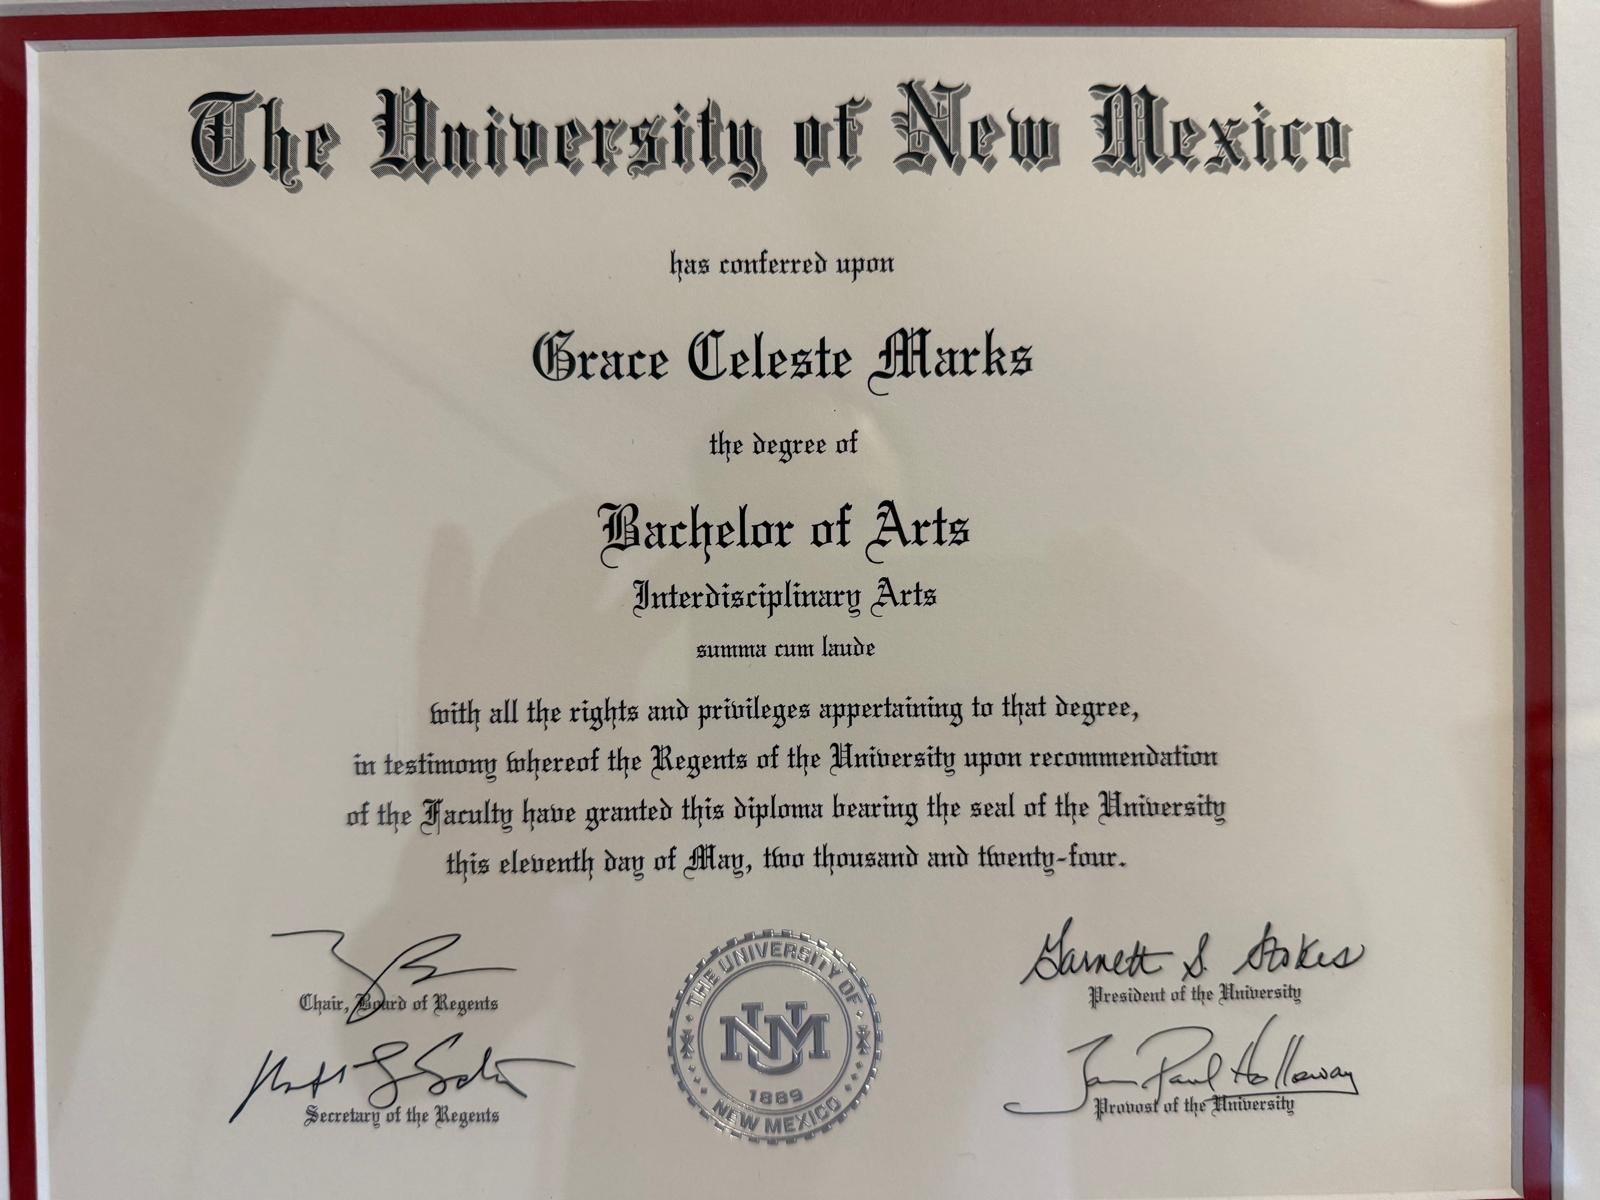 The University of New Mexico
has conferred upon
Grace Celeste Marks
the degree of
Bachelor of Arts
Interdisciplinary Arts
summa cum laude
with all the rights and privileges appertaining to that degree,
in testimony whereof the Regents of the University upon recommendation
of the Faculty have granted this diploma bearing the seal of the University
this eleventh day of May, two thousand and twenty-four.
Chair, Board of Regents
Secretary of the Regents
THE UNIVERSITY OF
UNM
1889
NEW MEXICO
Garnett S. Stokes
President of the University
James Paul Holloway
Provost of the University